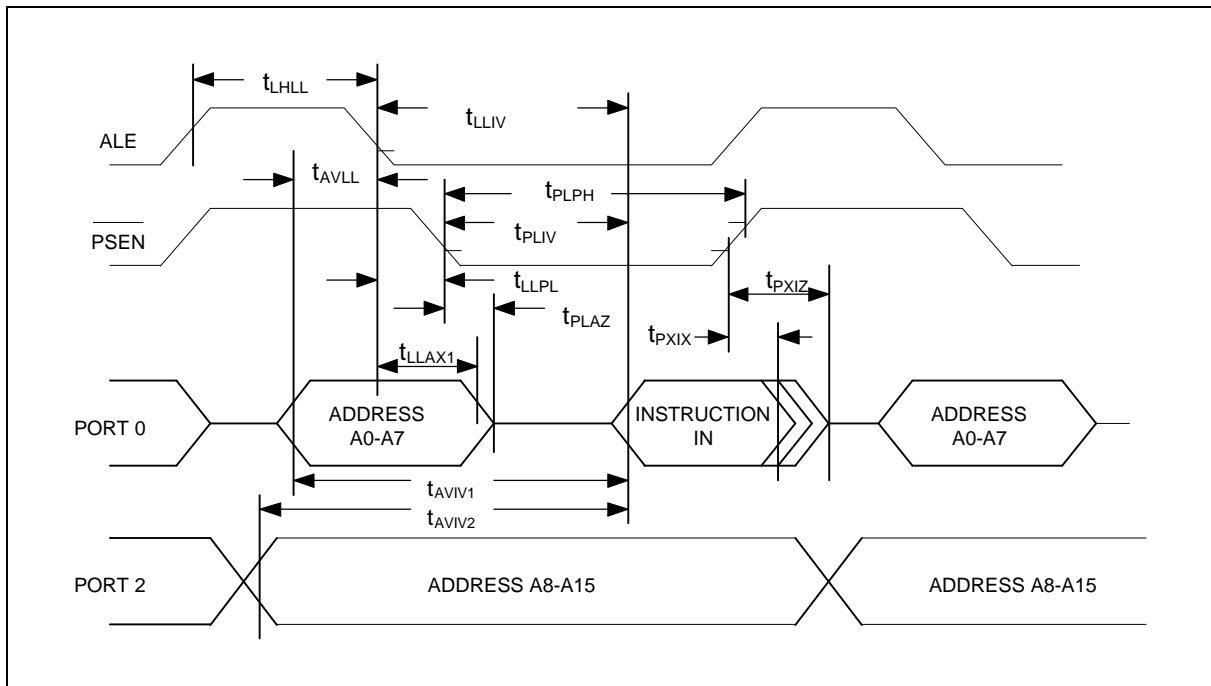 tLHLL
tLLIV
ALE
tAVLL
tPLPH
PSEN
tPLIV
tLLPL
tPXIZ
tPLAZ
tPXIX
tLLAX1
PORT 0
ADDRESS
A0-A7
INSTRUCTION
IN
ADDRESS
A0-A7
tAVIV1
tAVIV2
PORT 2
ADDRESS A8-A15
ADDRESS A8-A15